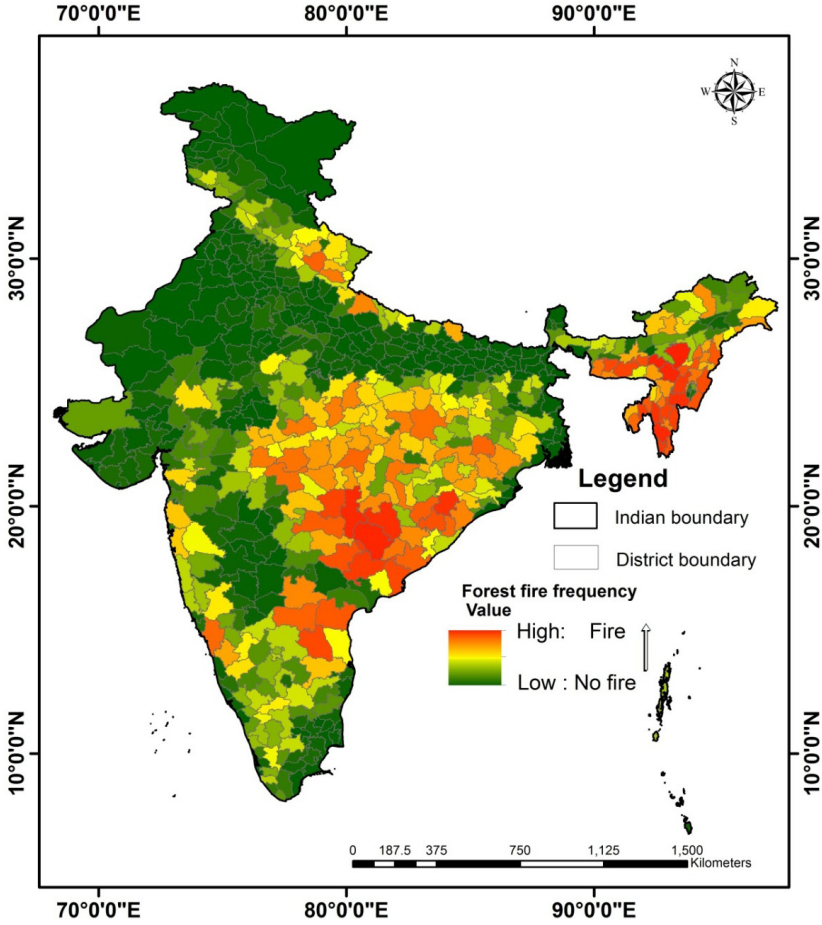 70°0'0"E 80°0'0"E 90°0'0"E
N
W E
S
30°0'0"N 30°0'0"N
20°0'0"N 20°0'0"N
10°0'0"N 10°0'0"N
Legend
Indian boundary
District boundary
Forest fire frequency
Value
High: Fire
Low : No fire
0 187.5 375 750 1,125 1,500
Kilometers
70°0'0"E 80°0'0"E 90°0'0"E